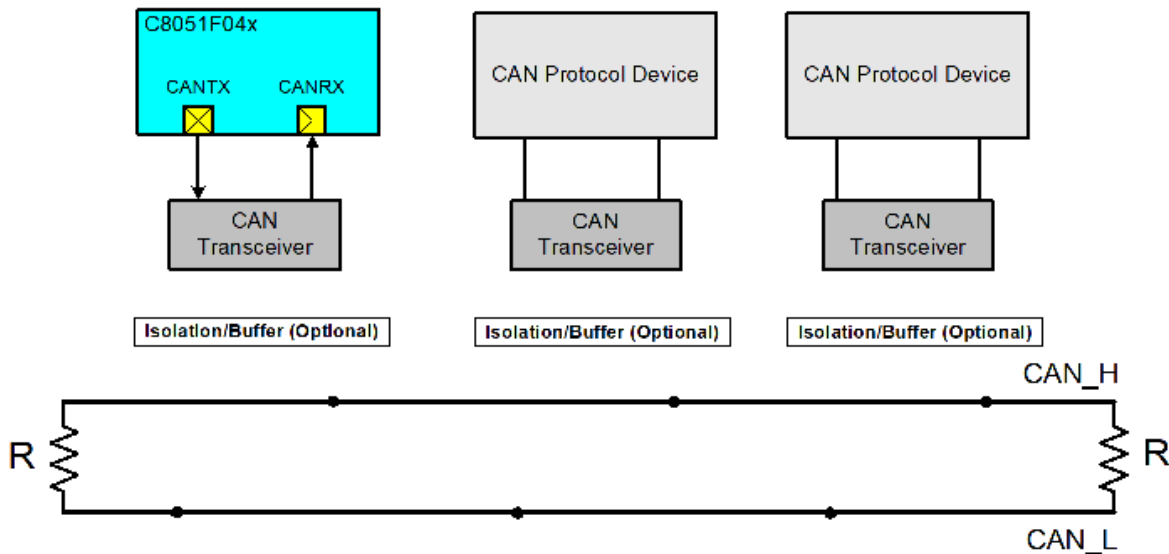 C8051F04x
CANTX
CANRX
CAN Protocol Device
CAN Protocol Device
CAN
Transceiver
CAN
Transceiver
CAN
Transceiver
Isolation/Buffer (Optional)
Isolation/Buffer (Optional)
Isolation/Buffer (Optional)
CAN_H
R
R
CAN_L